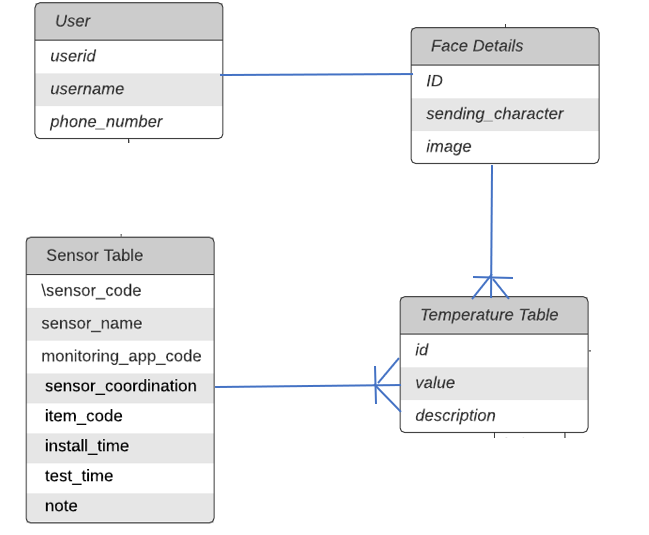 User
userid
username
phone_number
Face Details
ID
sending_character
image
Sensor Table
\sensor_code
sensor_name
monitoring_app_code
sensor_coordination
item_code
install_time
test_time
note
Temperature Table
id
value
description